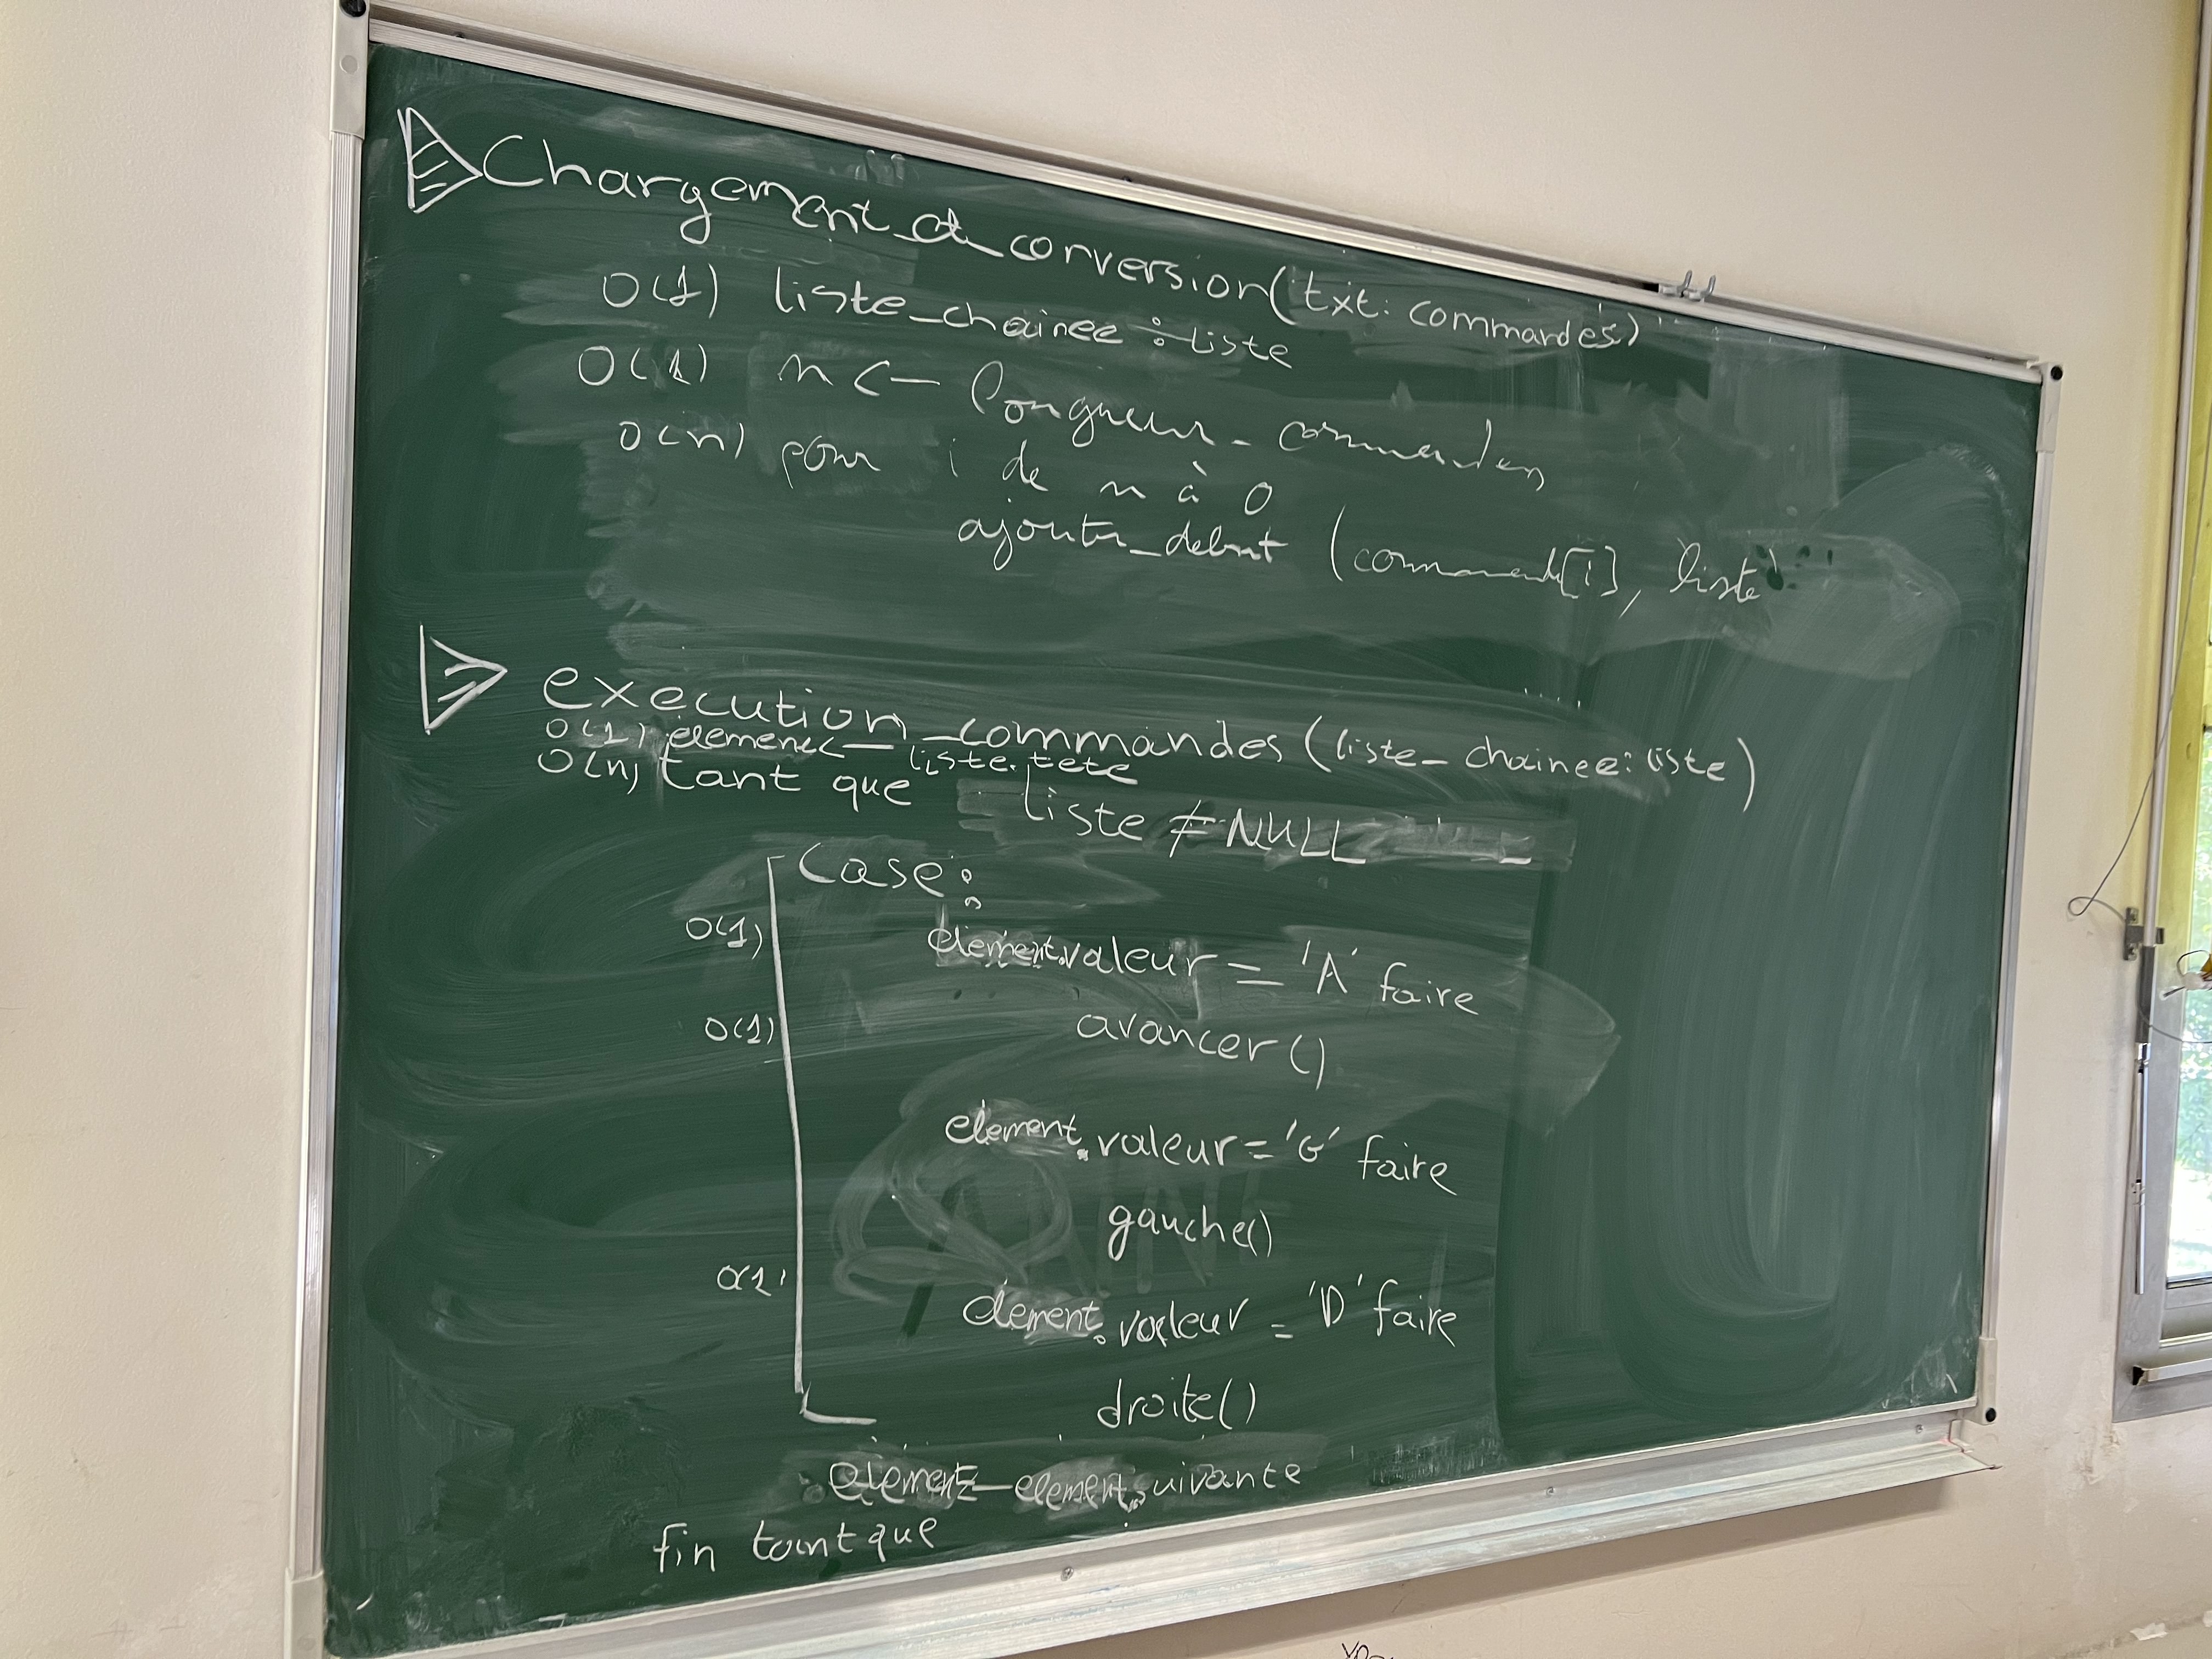 Chargement_et_conversion(txt: commandes)
O(1) liste_chainee : liste
O(1) n <- longueur_commandes
O(n) pour i de n à 0
ajouter_debut (commande[i], liste)
execution_commandes (liste_chainee: liste)
O(1) element <- liste.tete
O(n) tant que liste ≠ NULL
Case :
O(1) element.valeur = 'A' faire
O(1) avancer()
element.valeur = 'G' faire
gauche()
O(1) element.valeur = 'D' faire
droite()
element <- element.suivante
fin tant que